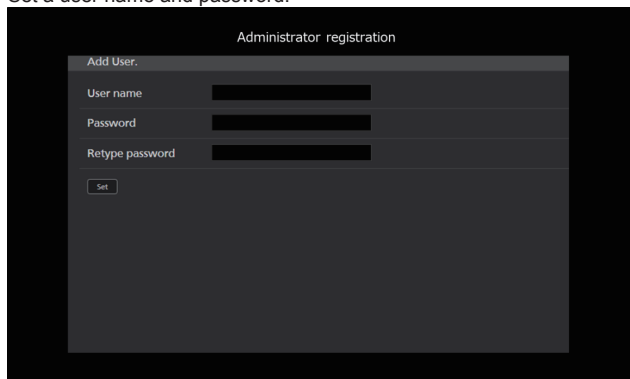 Set a user name and password.
Administrator registration
Add User.
User name
Password
Retype password
Set